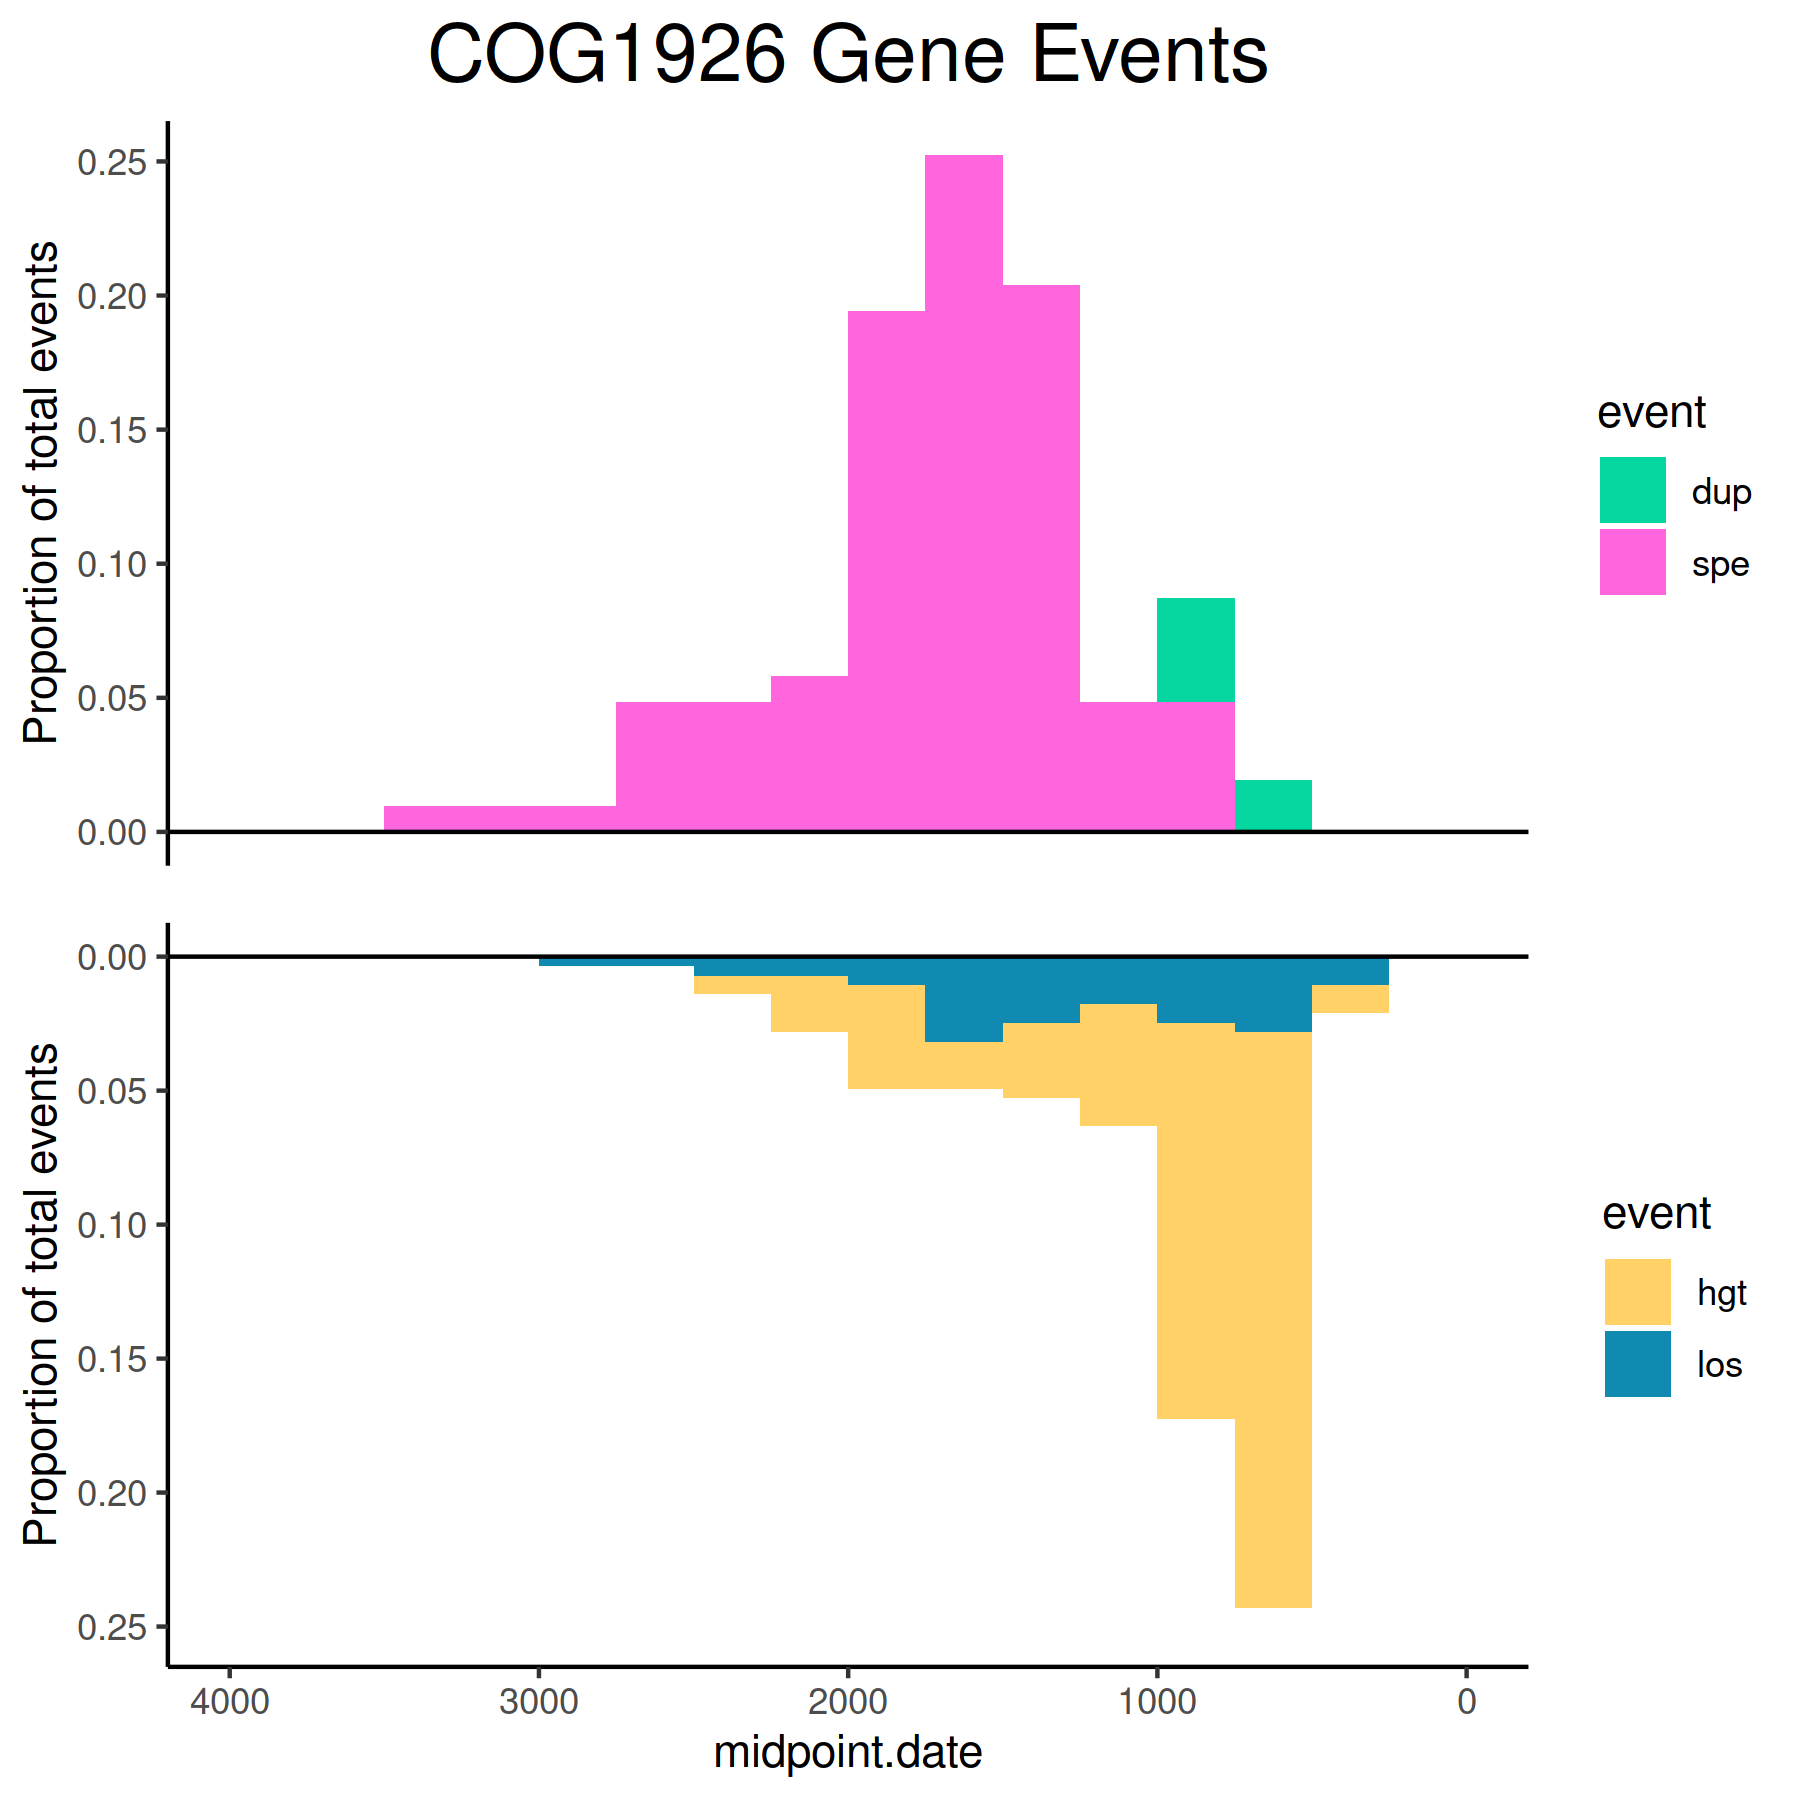 COG1926 Gene Events
Proportion of total events
0.25
0.20
0.15
0.10
0.05
0.00
event
dup
spe
Proportion of total events
0.00
0.05
0.10
0.15
0.20
0.25
event
hgt
los
4000 3000 2000 1000 0
midpoint.date